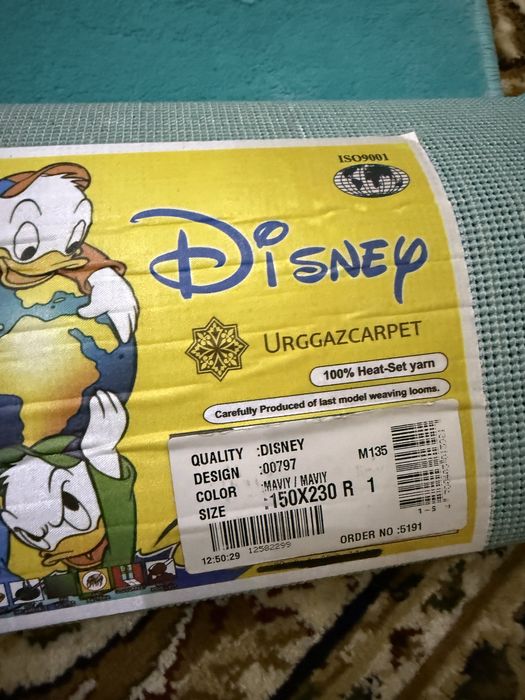 ISO9001
Disney
URGGAZCARPET
100% Heat-Set yarn
Carefully Produced of last model weaving looms.
QUALITY :DISNEY
M135
DESIGN :00797
COLOR :MAVIY / MAVIY
SIZE :150X230 R 1
ORDER NO :5191
12:50:29 12582299